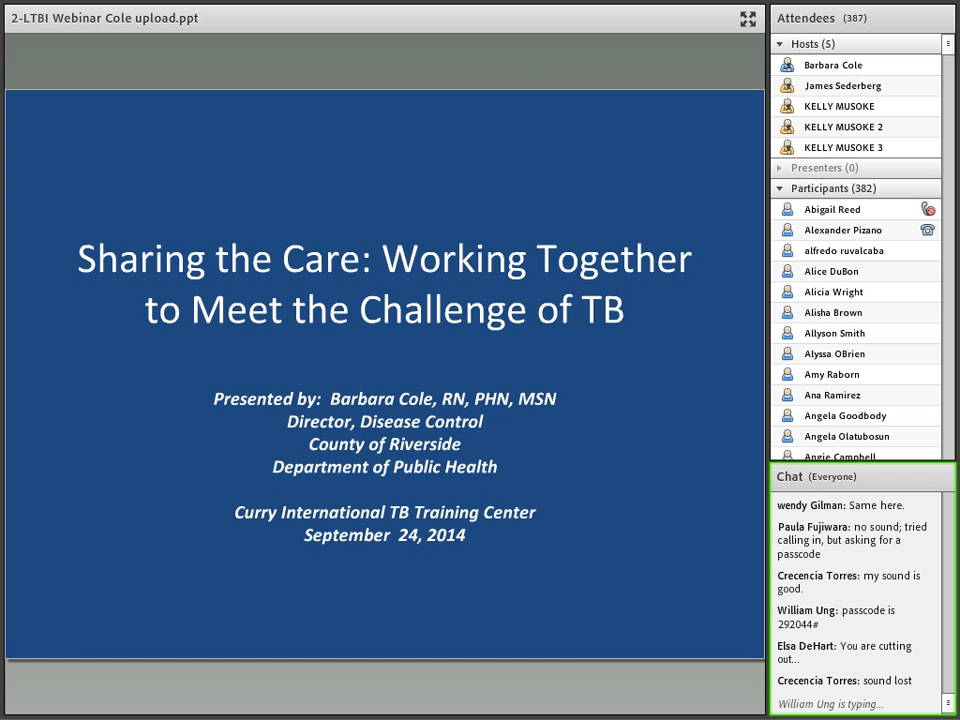 2-LTBI Webinar Cole upload.ppt
Sharing the Care: Working Together
to Meet the Challenge of TB
Presented by: Barbara Cole, RN, PHN, MSN
Director, Disease Control
County of Riverside
Department of Public Health
Curry International TB Training Center
September 24, 2014
Attendees (387)
Hosts (5)
Barbara Cole
James Sederberg
KELLY MUSOKE
KELLY MUSOKE 2
KELLY MUSOKE 3
Presenters (0)
Participants (382)
Abigail Reed
Alexander Pizano
alfredo ruvalcaba
Alice DuBon
Alicia Wright
Alisha Brown
Allyson Smith
Alyssa OBrien
Amy Raborn
Ana Ramirez
Angela Goodbody
Angela Olatubosun
Angie Campbell
Chat (Everyone)
wendy Gilman: Same here.
Paula Fujiwara: no sound; tried
calling in, but asking for a
passcode
Crecencia Torres: my sound is
good.
William Ung: passcode is
292044#
Elsa DeHart: You are cutting
out...
Crecencia Torres: sound lost
William Ung is typing...